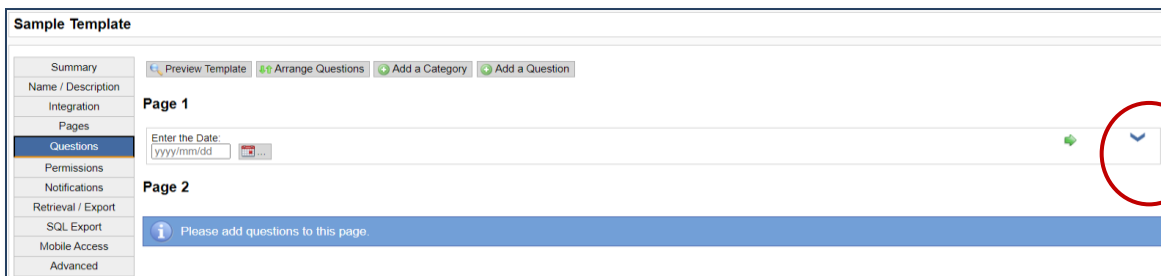 Sample Template
Summary
Name / Description
Integration
Pages
Questions
Permissions
Notifications
Retrieval / Export
SQL Export
Mobile Access
Advanced
Preview Template Arrange Questions Add a Category Add a Question
Page 1
Enter the Date:
yyyy/mm/dd ...
Page 2
Please add questions to this page.